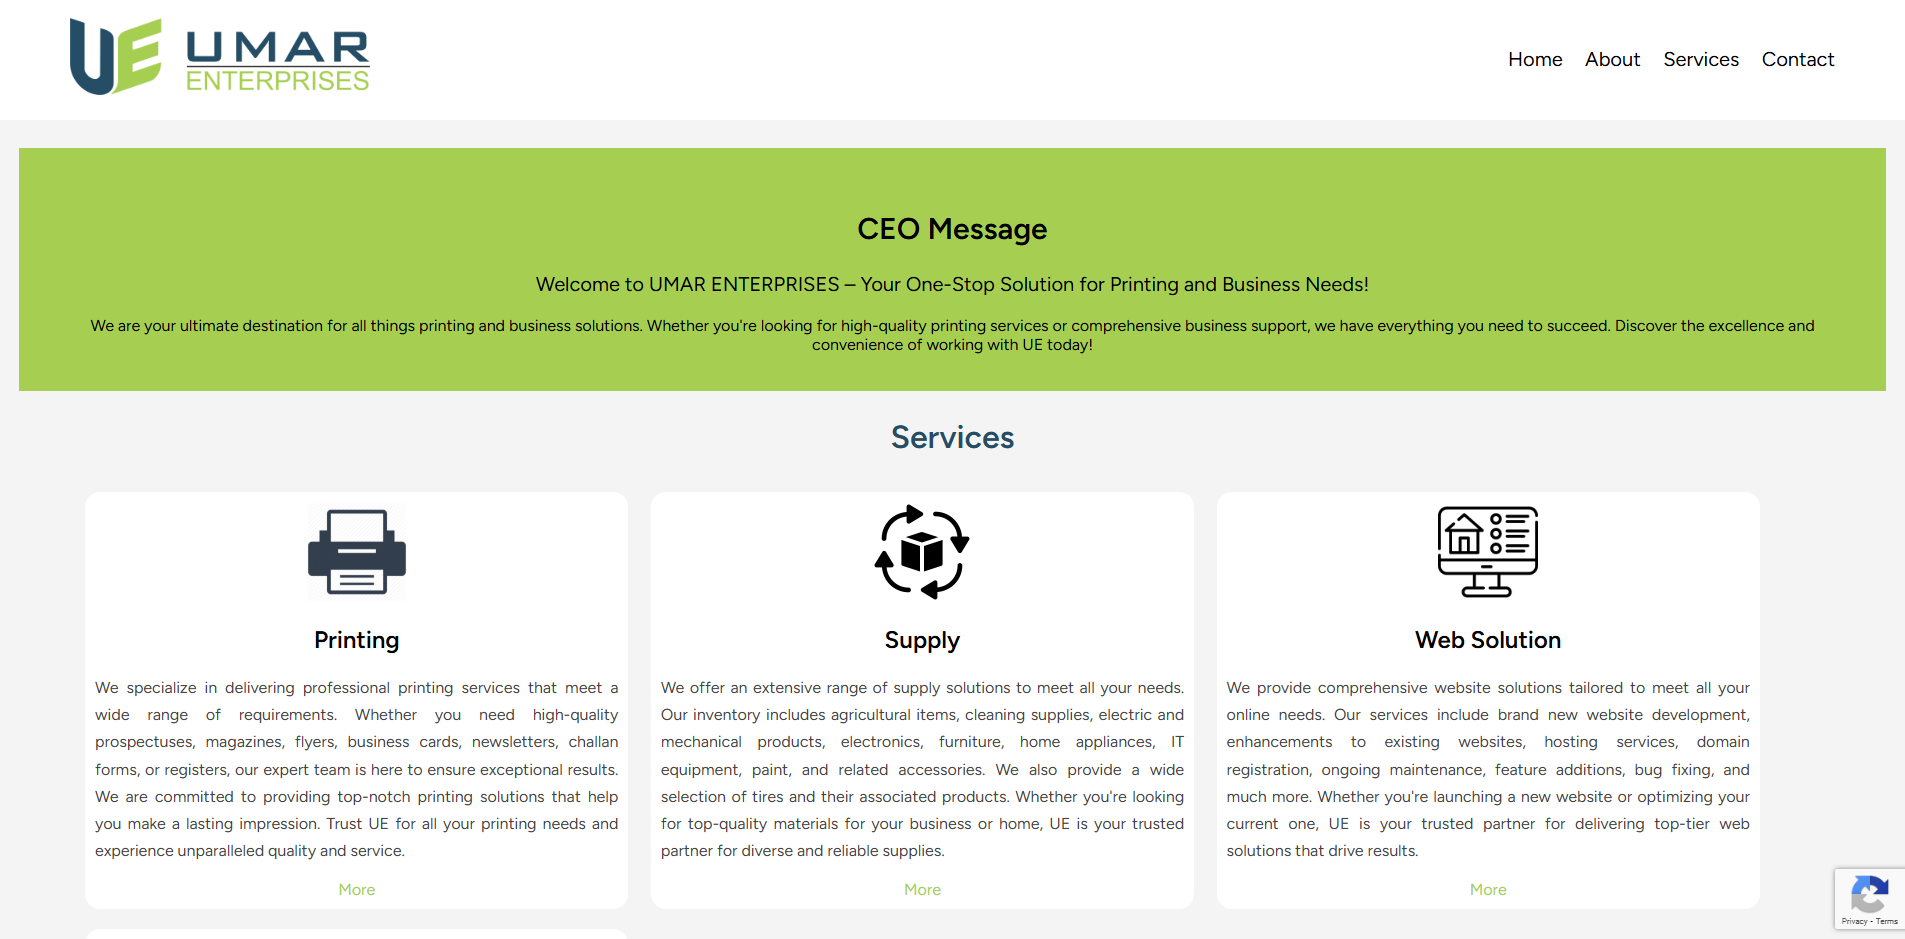 UE UMAR
ENTERPRISES
Home About Services Contact
CEO Message
Welcome to UMAR ENTERPRISES – Your One-Stop Solution for Printing and Business Needs!
We are your ultimate destination for all things printing and business solutions. Whether you're looking for high-quality printing services or comprehensive business support, we have everything you need to succeed. Discover the excellence and
convenience of working with UE today!
Services
Printing
We specialize in delivering professional printing services that meet a
wide range of requirements. Whether you need high-quality
prospectuses, magazines, flyers, business cards, newsletters, challan
forms, or registers, our expert team is here to ensure exceptional results.
We are committed to providing top-notch printing solutions that help
you make a lasting impression. Trust UE for all your printing needs and
experience unparalleled quality and service.
More
Supply
We offer an extensive range of supply solutions to meet all your needs.
Our inventory includes agricultural items, cleaning supplies, electric and
mechanical products, electronics, furniture, home appliances, IT
equipment, paint, and related accessories. We also provide a wide
selection of tires and their associated products. Whether you're looking
for top-quality materials for your business or home, UE is your trusted
partner for diverse and reliable supplies.
More
Web Solution
We provide comprehensive website solutions tailored to meet all your
online needs. Our services include brand new website development,
enhancements to existing websites, hosting services, domain
registration, ongoing maintenance, feature additions, bug fixing, and
much more. Whether you're launching a new website or optimizing your
current one, UE is your trusted partner for delivering top-tier web
solutions that drive results.
More
Privacy - Terms